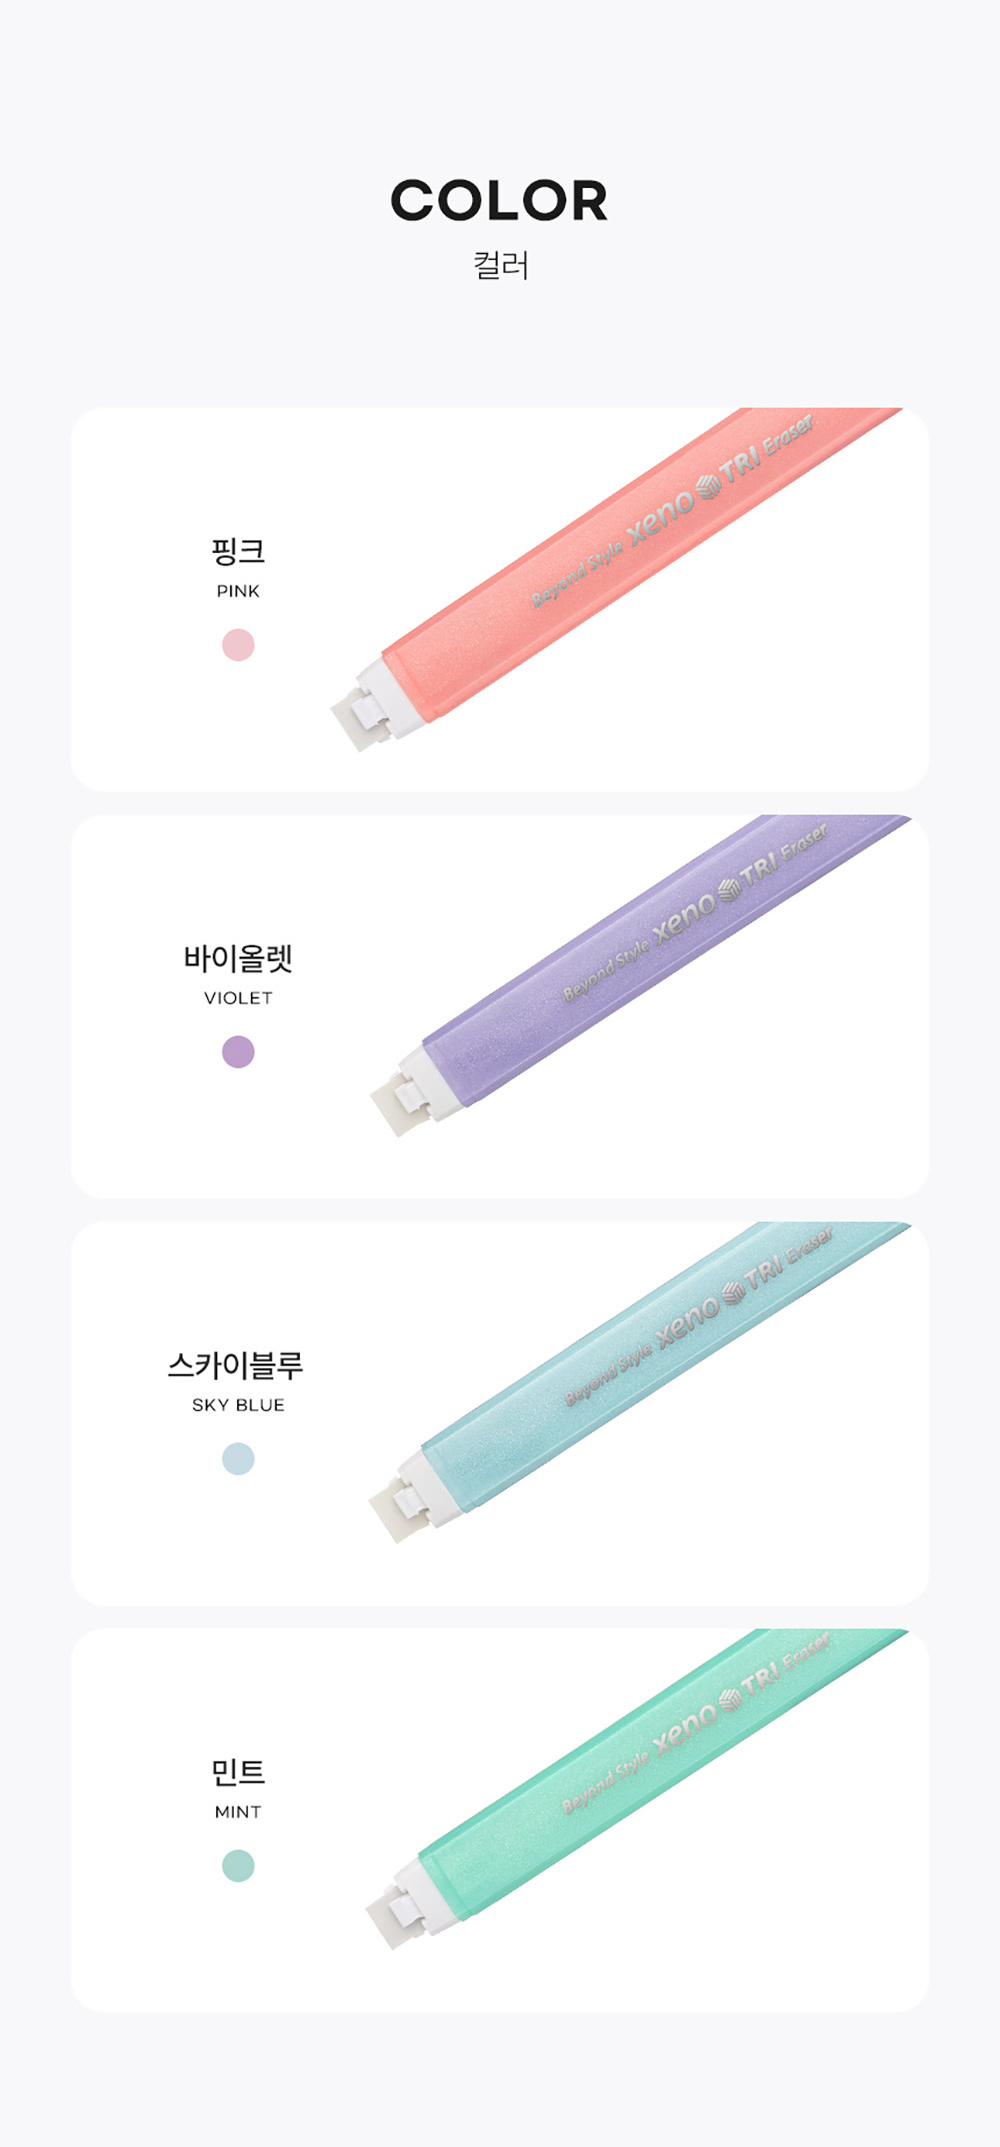 COLOR
컬러
핑크
PINK
Beyond Style xeno TRI Eraser
바이올렛
VIOLET
Beyond Style xeno TRI Eraser
스카이블루
SKY BLUE
Beyond Style xeno TRI Eraser
민트
MINT
Beyond Style xeno TRI Eraser